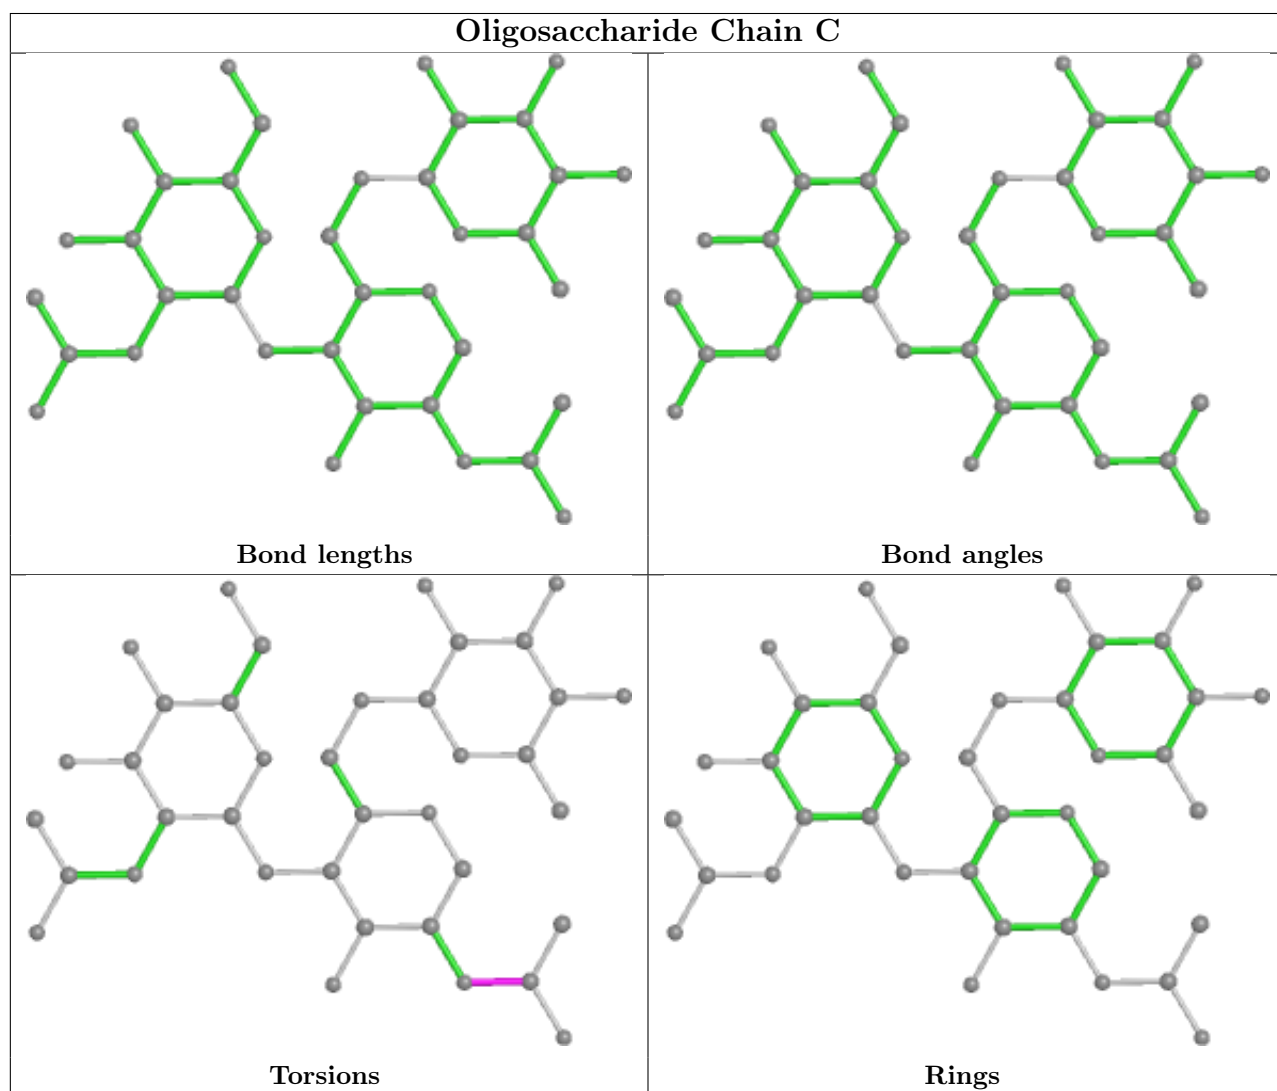 Oligosaccharide Chain C
Bond lengths
Bond angles
Torsions
Rings